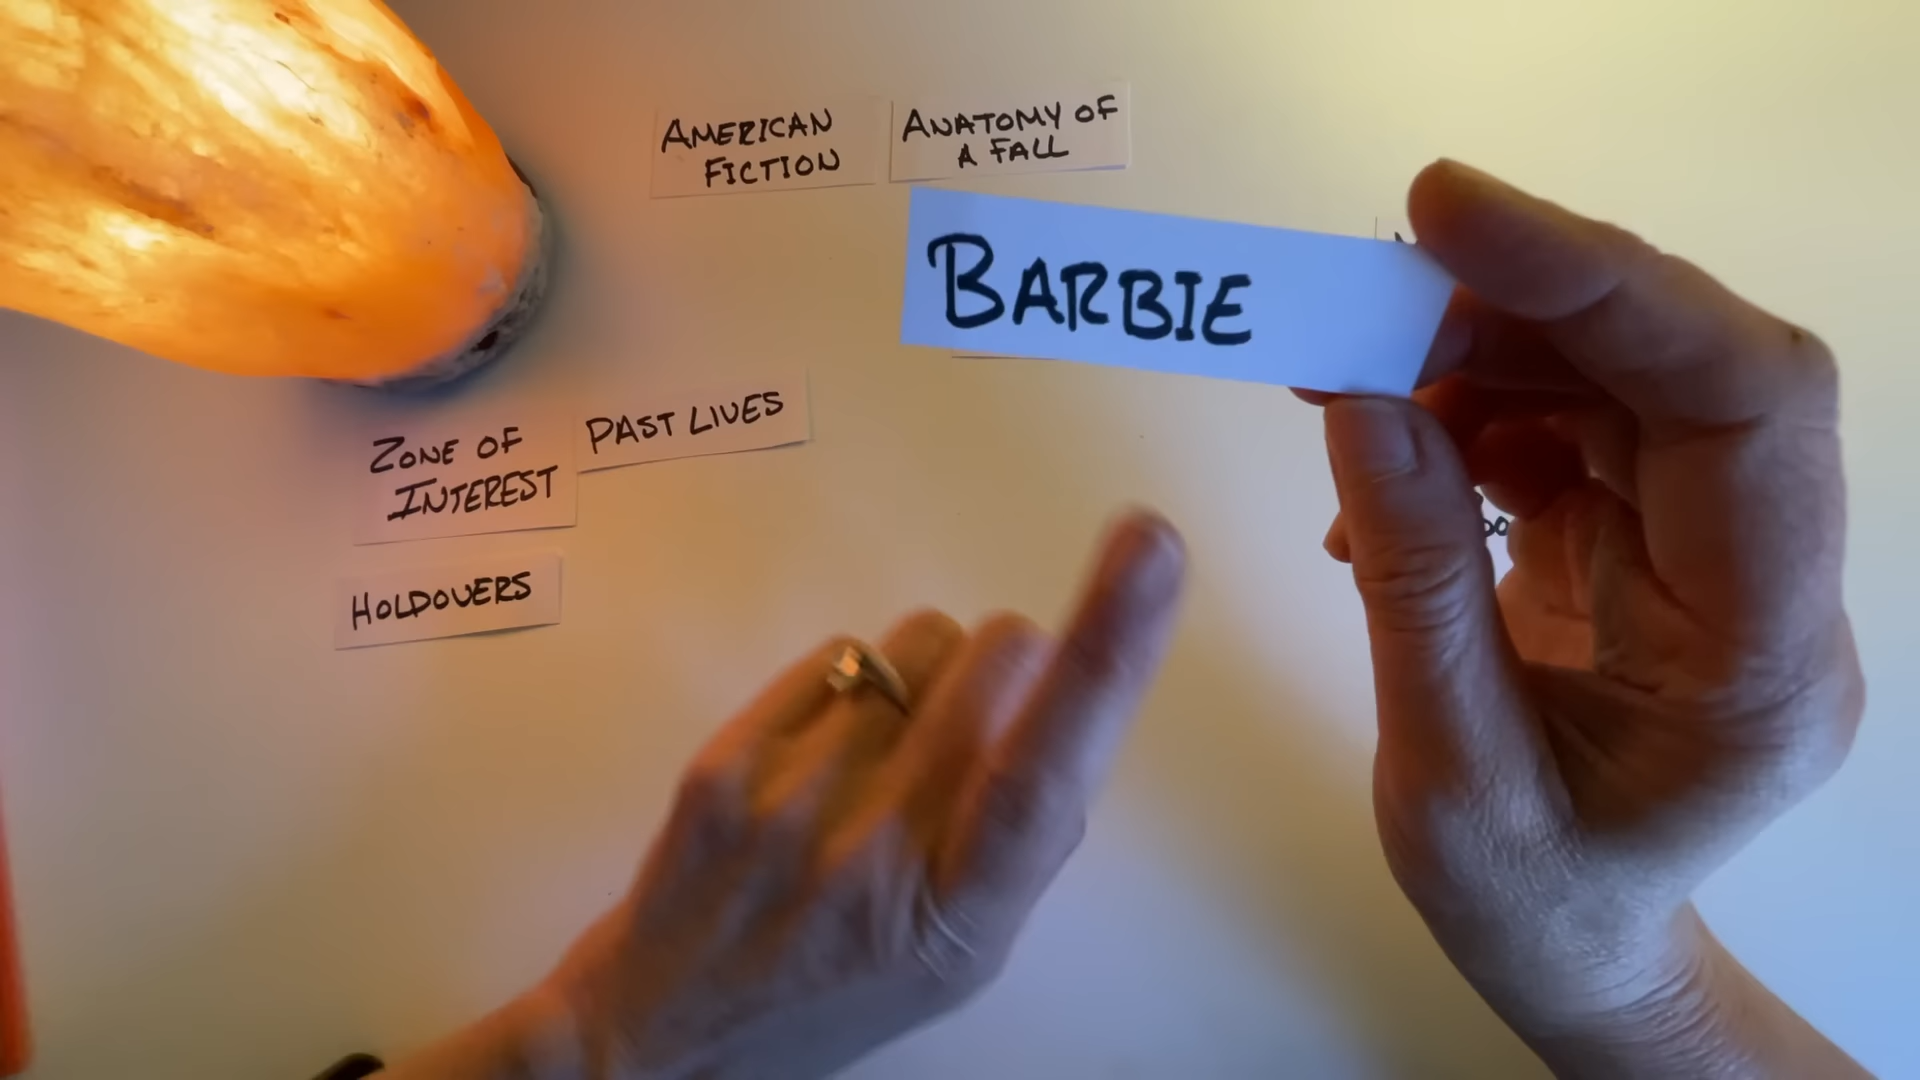 AMERICAN
FICTION
ANATOMY OF
A FALL
BARBIE
PAST LIVES
ZONE OF
INTEREST
HOLDOVERS